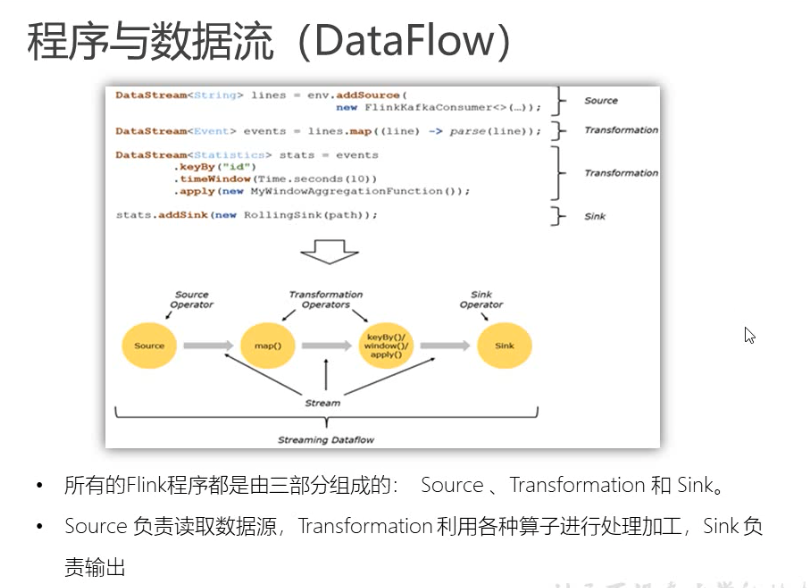 程序与数据流（DataFlow）
DataStream<String> lines = env.addSource(
new FlinkKafkaConsumer<>(…));
Source
DataStream<Event> events = lines.map((line) -> parse(line));
Transformation
DataStream<Statistics> stats = events
.keyBy("id")
.timeWindow(Time.seconds(10))
.apply(new MyWindowAggregationFunction());
Transformation
stats.addSink(new RollingSink(path));
Sink
Source
Operator
Transformation
Operators
Sink
Operator
Source
map()
keyBy()/
window()/
apply()
Sink
Stream
Streaming Dataflow
• 所有的Flink程序都是由三部分组成的： Source 、Transformation 和 Sink。
• Source 负责读取数据源，Transformation 利用各种算子进行处理加工，Sink 负
责输出